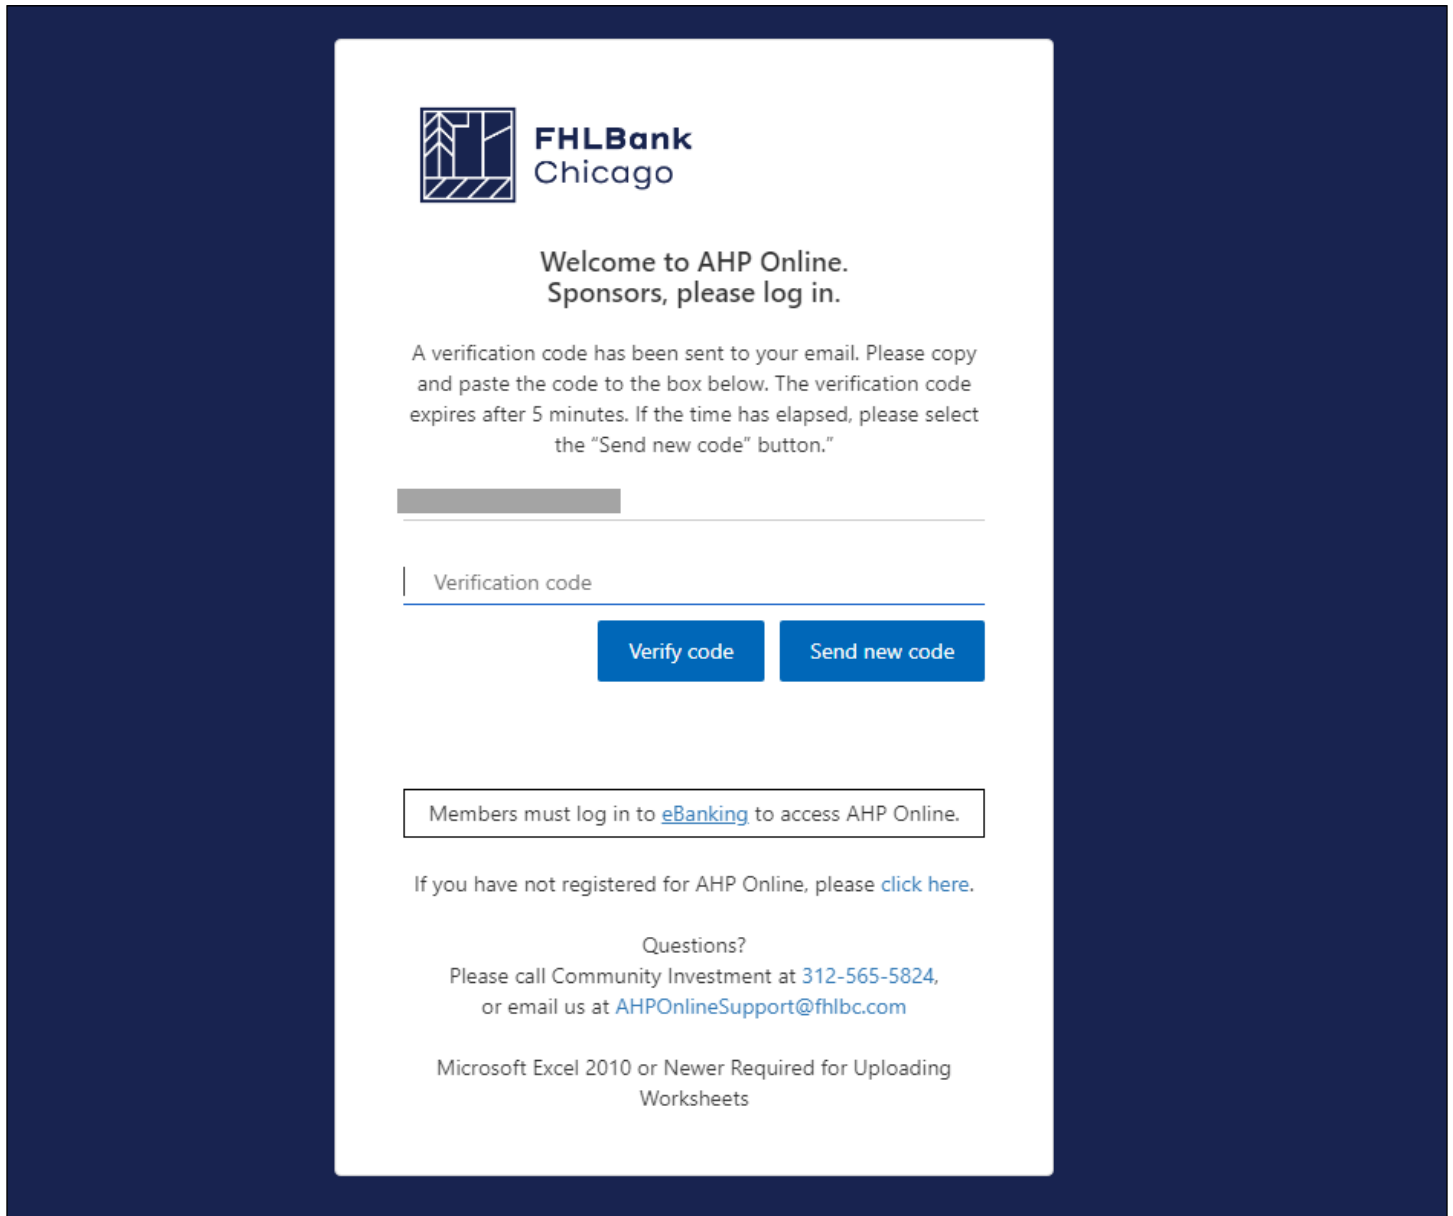 FHLBank
Chicago
Welcome to AHP Online.
Sponsors, please log in.
A verification code has been sent to your email. Please copy
and paste the code to the box below. The verification code
expires after 5 minutes. If the time has elapsed, please select
the “Send new code” button.”
Verification code
Verify code
Send new code
Members must log in to eBanking to access AHP Online.
If you have not registered for AHP Online, please click here.
Questions?
Please call Community Investment at 312-565-5824,
or email us at AHPOnlineSupport@fhlbc.com
Microsoft Excel 2010 or Newer Required for Uploading
Worksheets